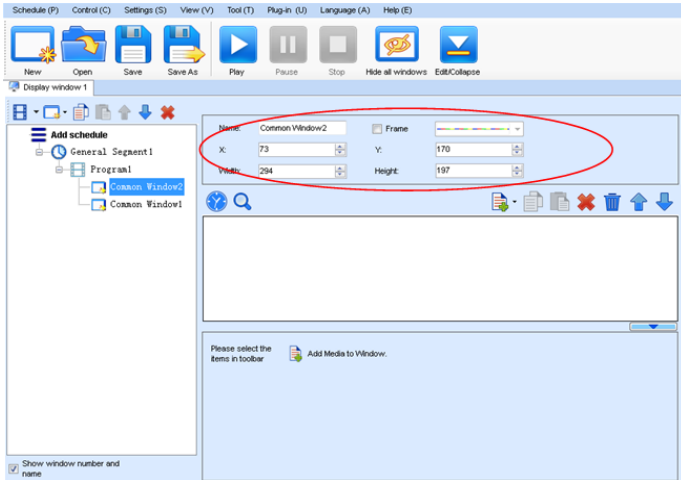 Schedule (P) Control (C) Settings (S) View (V) Tool (T) Plug-in (U) Language (A) Help (E)
New Open Save Save As Play Pause Stop Hide all windows Edit/Collapse
Display window 1
Add schedule
General Segment1
Program1
Common Window2
Common Window1
Name: Common Window2 Frame
X: 73 Y: 170
Width: 294 Height: 197
Please select the
items in toolbar
Add Media to Window.
Show window number and
name